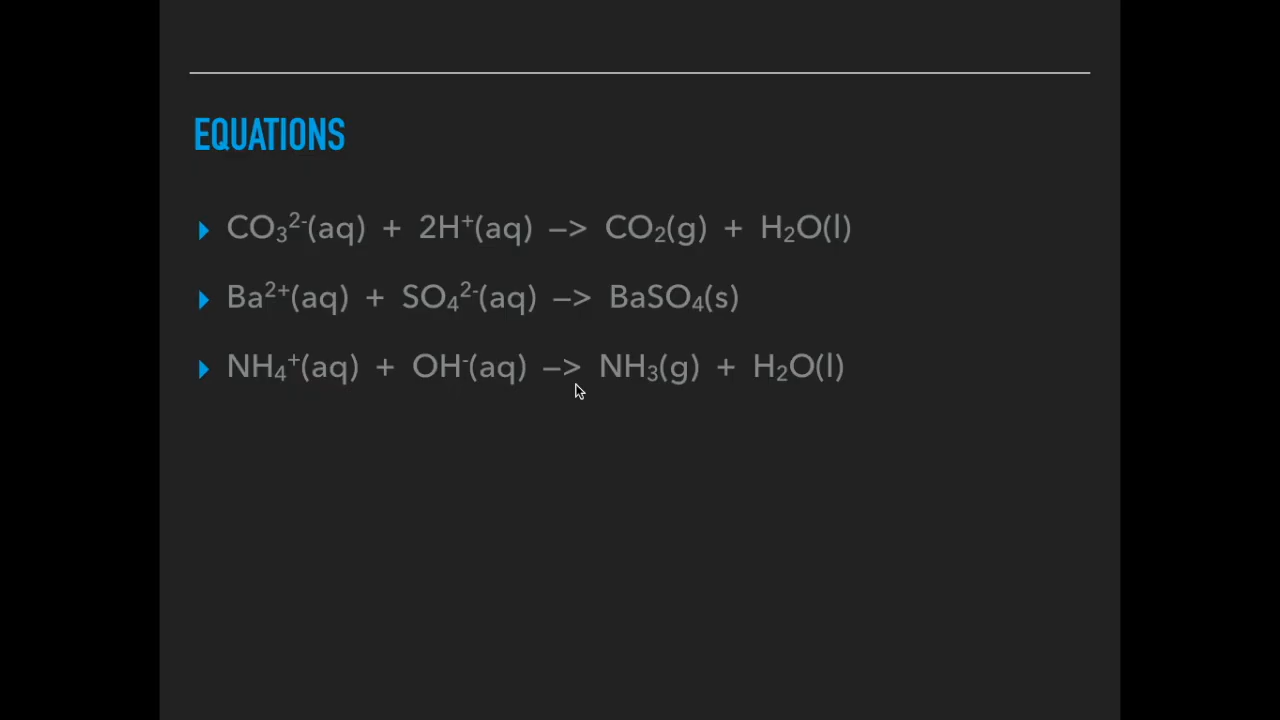 EQUATIONS
CO₃²⁻(aq) + 2H⁺(aq) —> CO₂(g) + H₂O(l)
Ba²⁺(aq) + SO₄²⁻(aq) —> BaSO₄(s)
NH₄⁺(aq) + OH⁻(aq) —> NH₃(g) + H₂O(l)